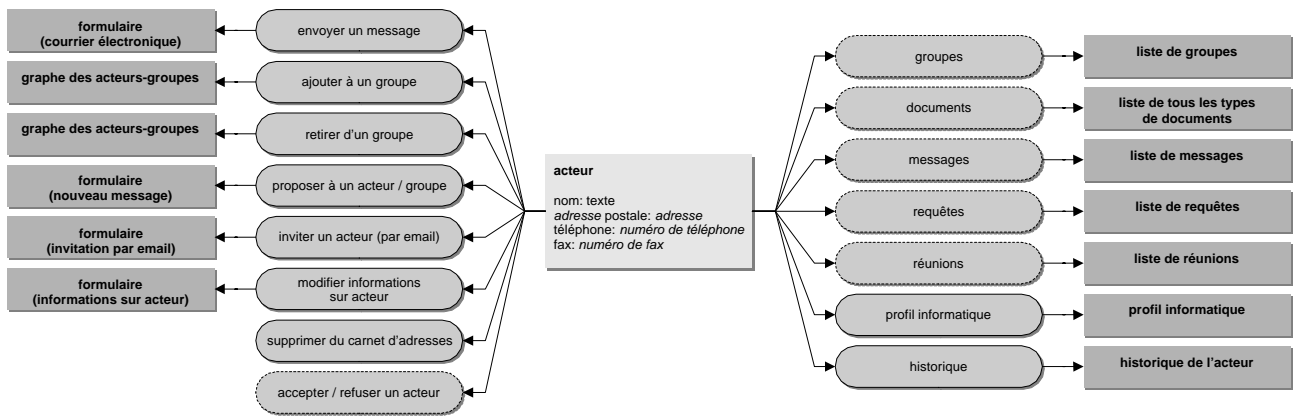 formulaire
(courrier électronique)
envoyer un message
graphe des acteurs-groupes
ajouter à un groupe
graphe des acteurs-groupes
retirer d'un groupe
formulaire
(nouveau message)
proposer à un acteur / groupe
formulaire
(invitation par email)
inviter un acteur (par email)
formulaire
(informations sur acteur)
modifier informations
sur acteur
supprimer du carnet d'adresses
accepter / refuser un acteur
acteur
nom: texte
adresse postale: adresse
téléphone: numéro de téléphone
fax: numéro de fax
groupes
liste de groupes
documents
liste de tous les types
de documents
messages
liste de messages
requêtes
liste de requêtes
réunions
liste de réunions
profil informatique
profil informatique
historique
historique de l'acteur